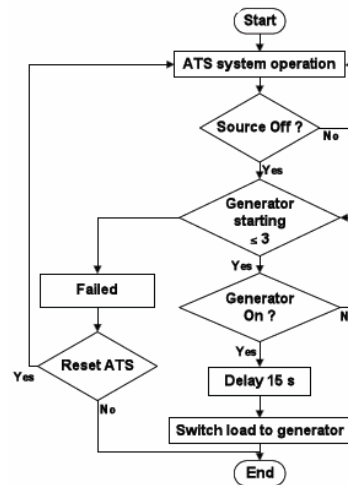 Start
ATS system operation
Source Off ?
No
Yes
Generator
starting
≤ 3
Yes
Failed
Generator
On ?
Yes
Reset ATS
Yes
No
Delay 15 s
Switch load to generator
End